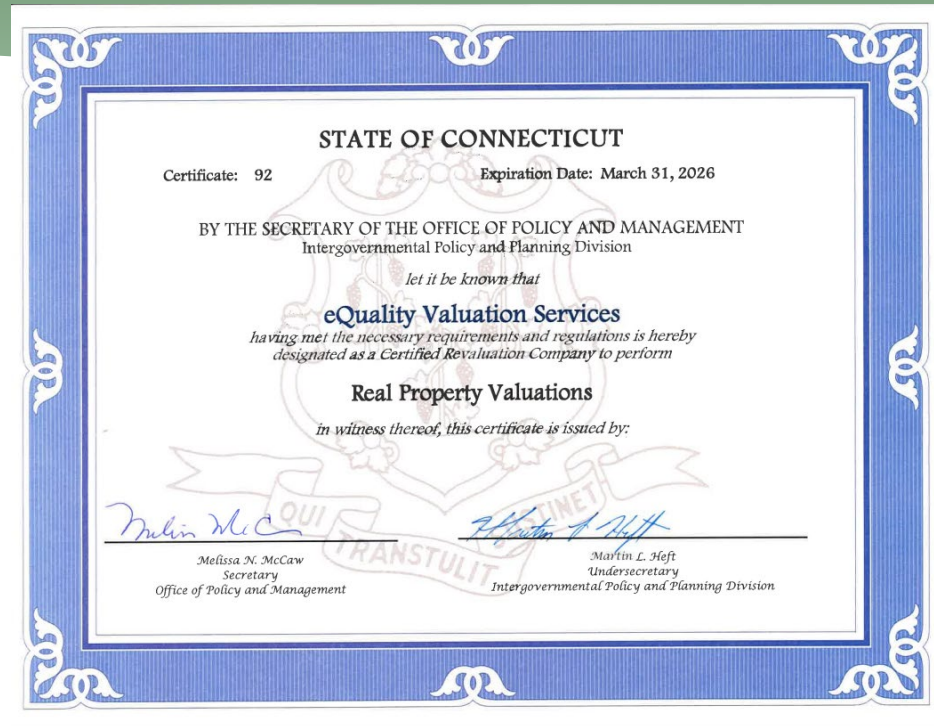 STATE OF CONNECTICUT
Certificate: 92 Expiration Date: March 31, 2026
BY THE SECRETARY OF THE OFFICE OF POLICY AND MANAGEMENT
Intergovernmental Policy and Planning Division
let it be known that
eQuality Valuation Services
having met the necessary requirements and regulations is hereby
designated as a Certified Revaluation Company to perform
Real Property Valuations
in witness thereof, this certificate is issued by:
QUI TRANSTULIT SUSTINET
Melissa N. McCaw
Secretary
Office of Policy and Management
Martin L. Heft
Undersecretary
Intergovernmental Policy and Planning Division